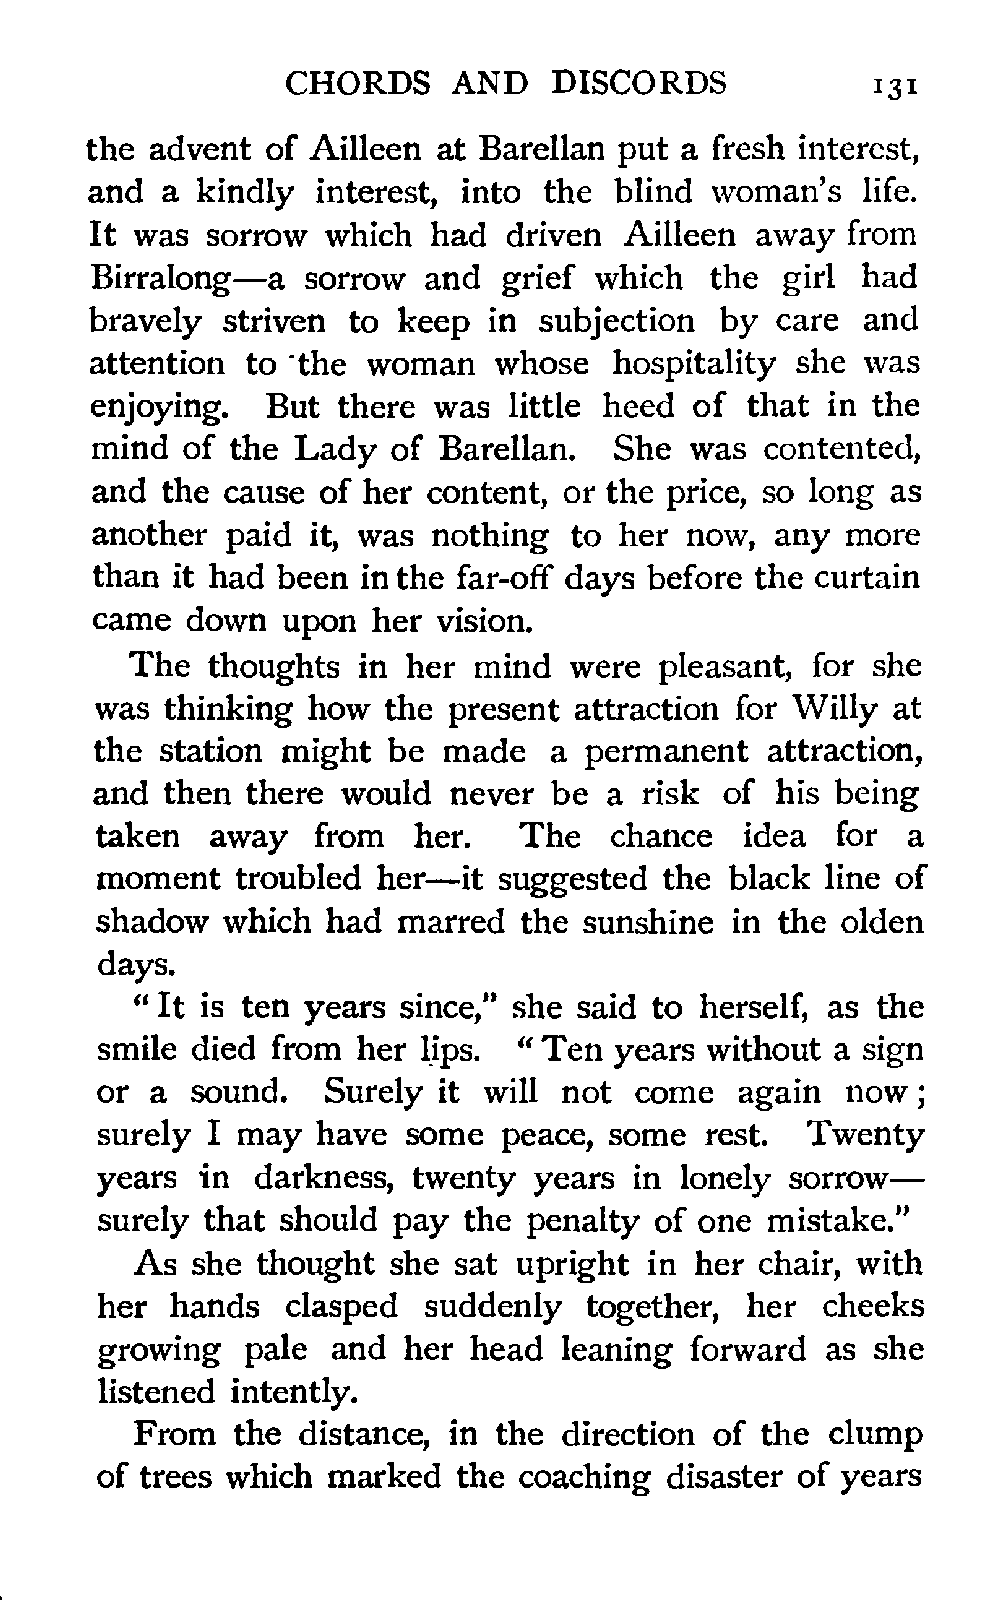 CHORDS AND DISCORDS 131
the advent of Ailleen at Barellan put a fresh interest,
and a kindly interest, into the blind woman's life.
It was sorrow which had driven Ailleen away from
Birralong—a sorrow and grief which the girl had
bravely striven to keep in subjection by care and
attention to the woman whose hospitality she was
enjoying. But there was little heed of that in the
mind of the Lady of Barellan. She was contented,
and the cause of her content, or the price, so long as
another paid it, was nothing to her now, any more
than it had been in the far-off days before the curtain
came down upon her vision.
The thoughts in her mind were pleasant, for she
was thinking how the present attraction for Willy at
the station might be made a permanent attraction,
and then there would never be a risk of his being
taken away from her. The chance idea for a
moment troubled her—it suggested the black line of
shadow which had marred the sunshine in the olden
days.
"It is ten years since," she said to herself, as the
smile died from her lips. "Ten years without a sign
or a sound. Surely it will not come again now;
surely I may have some peace, some rest. Twenty
years in darkness, twenty years in lonely sorrow—
surely that should pay the penalty of one mistake."
As she thought she sat upright in her chair, with
her hands clasped suddenly together, her cheeks
growing pale and her head leaning forward as she
listened intently.
From the distance, in the direction of the clump
of trees which marked the coaching disaster of years